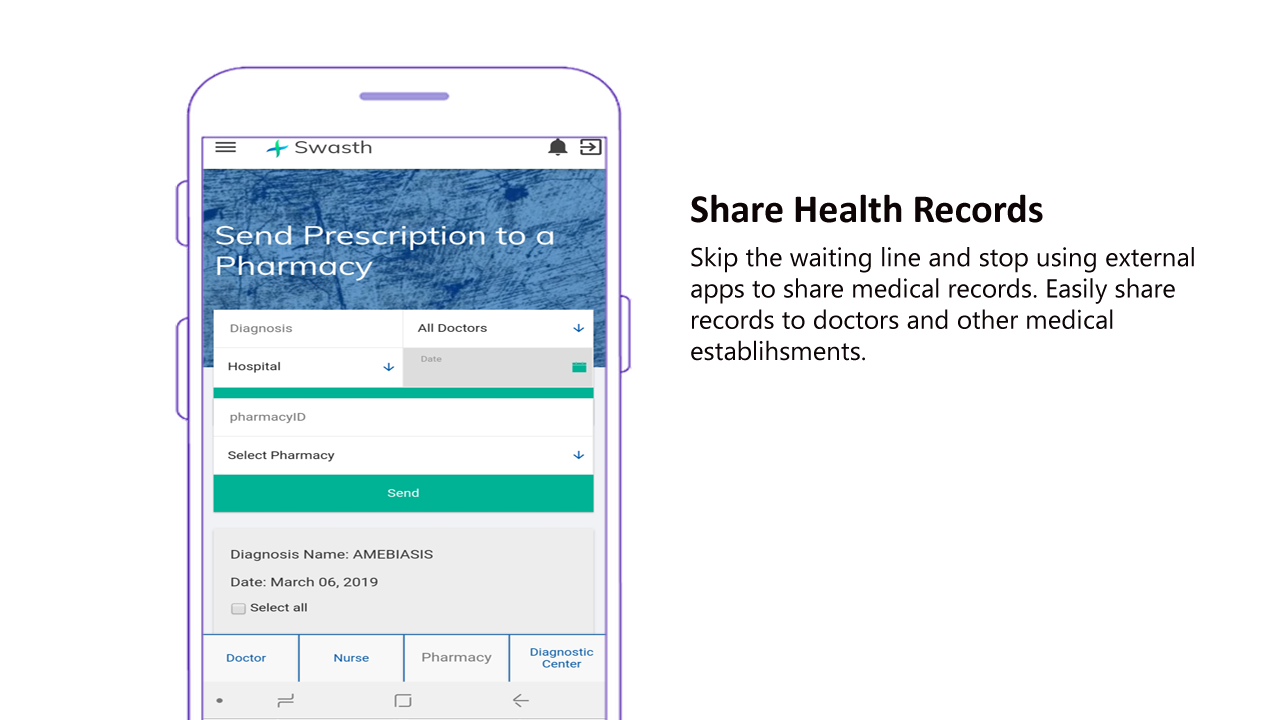 Swasth
Send Prescription to a
Pharmacy
Diagnosis
All Doctors
Hospital
Date
pharmacyID
Select Pharmacy
Send
Diagnosis Name: AMEBIASIS
Date: March 06, 2019
Select all
Doctor
Nurse
Pharmacy
Diagnostic
Center
Share Health Records
Skip the waiting line and stop using external
apps to share medical records. Easily share
records to doctors and other medical
establihsments.